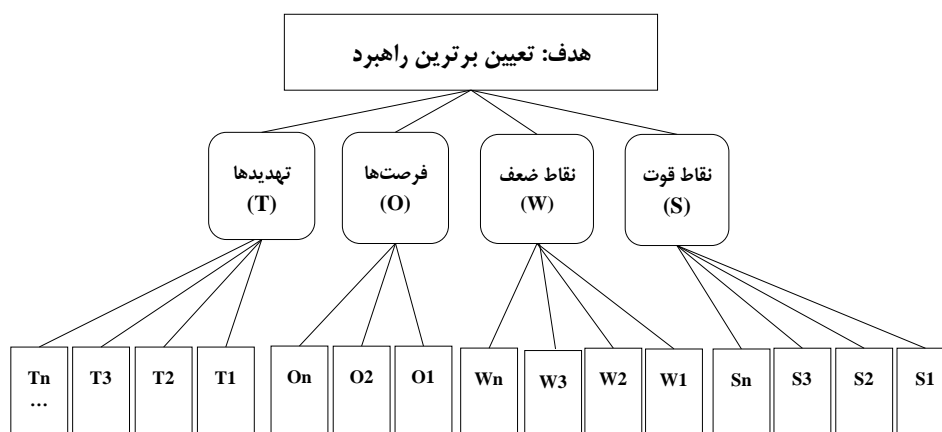 هدف: تعیین برترین راهبرد
نقاط قوت
(S)
نقاط ضعف
(W)
فرصت‌ها
(O)
تهدیدها
(T)
S1
S2
S3
Sn
W1
W2
W3
Wn
O1
O2
On
T1
T2
T3
Tn
...